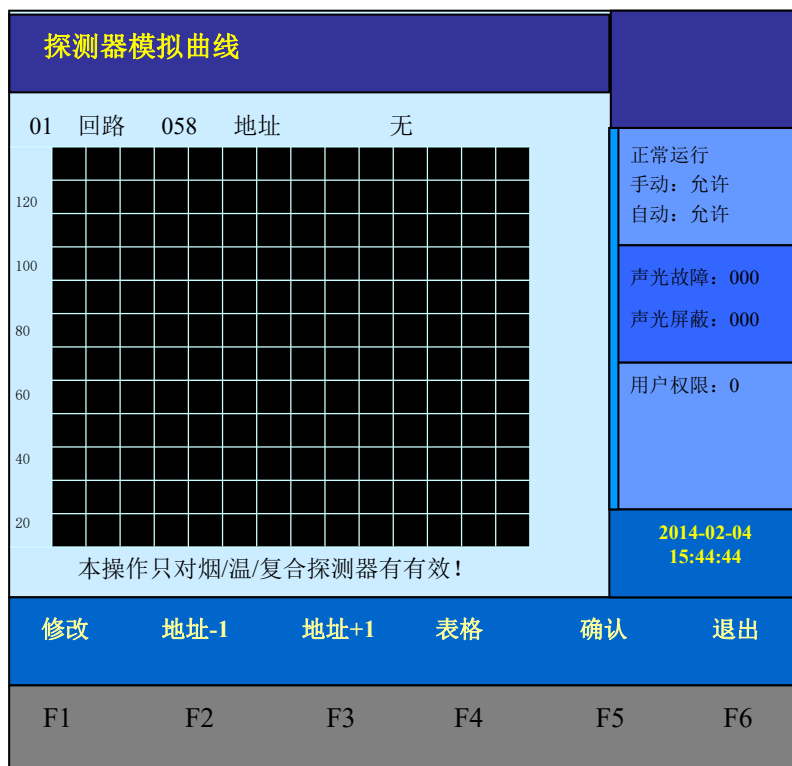 探测器模拟曲线
01 回路 058 地址 无
120
100
80
60
40
20
本操作只对烟/温/复合探测器有有效！
正常运行
手动：允许
自动：允许
声光故障：000
声光屏蔽：000
用户权限：0
2014-02-04
15:44:44
修改 地址-1 地址+1 表格 确认 退出
F1 F2 F3 F4 F5 F6